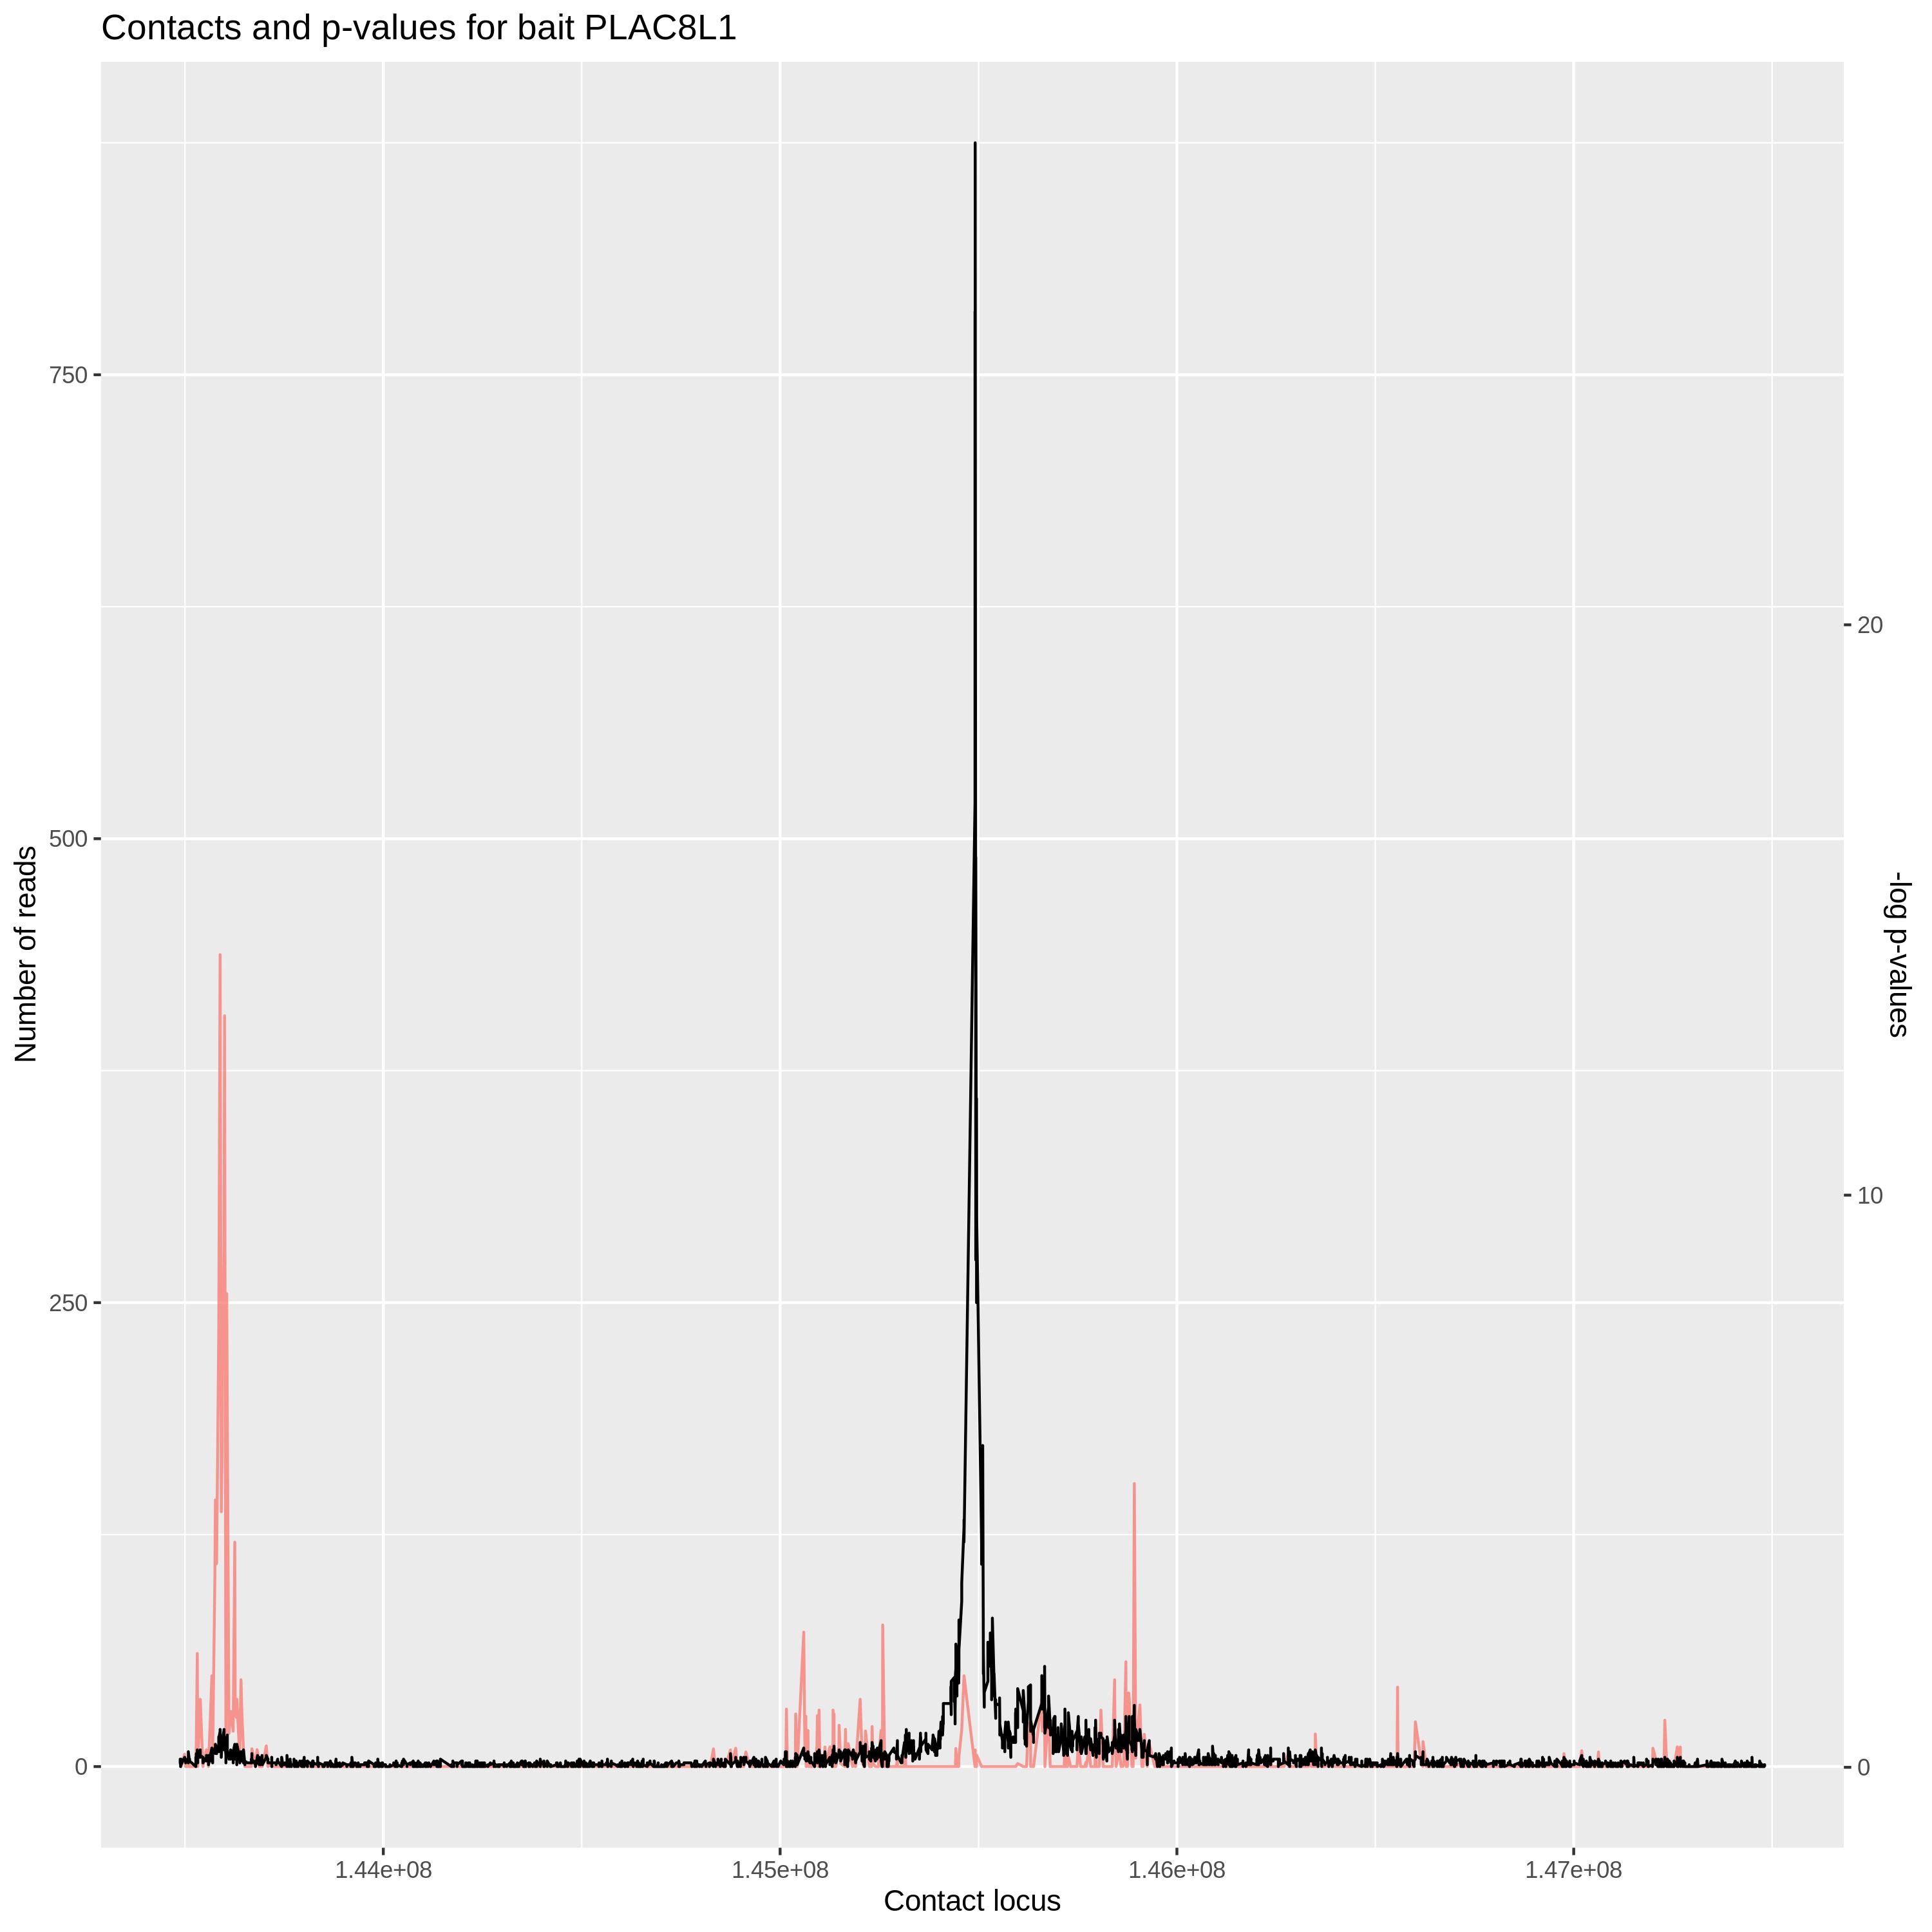 Contacts and p-values for bait PLAC8L1
Number of reads
750
500
250
0
20
10
0
-log p-values
1.44e+08 1.45e+08 1.46e+08 1.47e+08
Contact locus